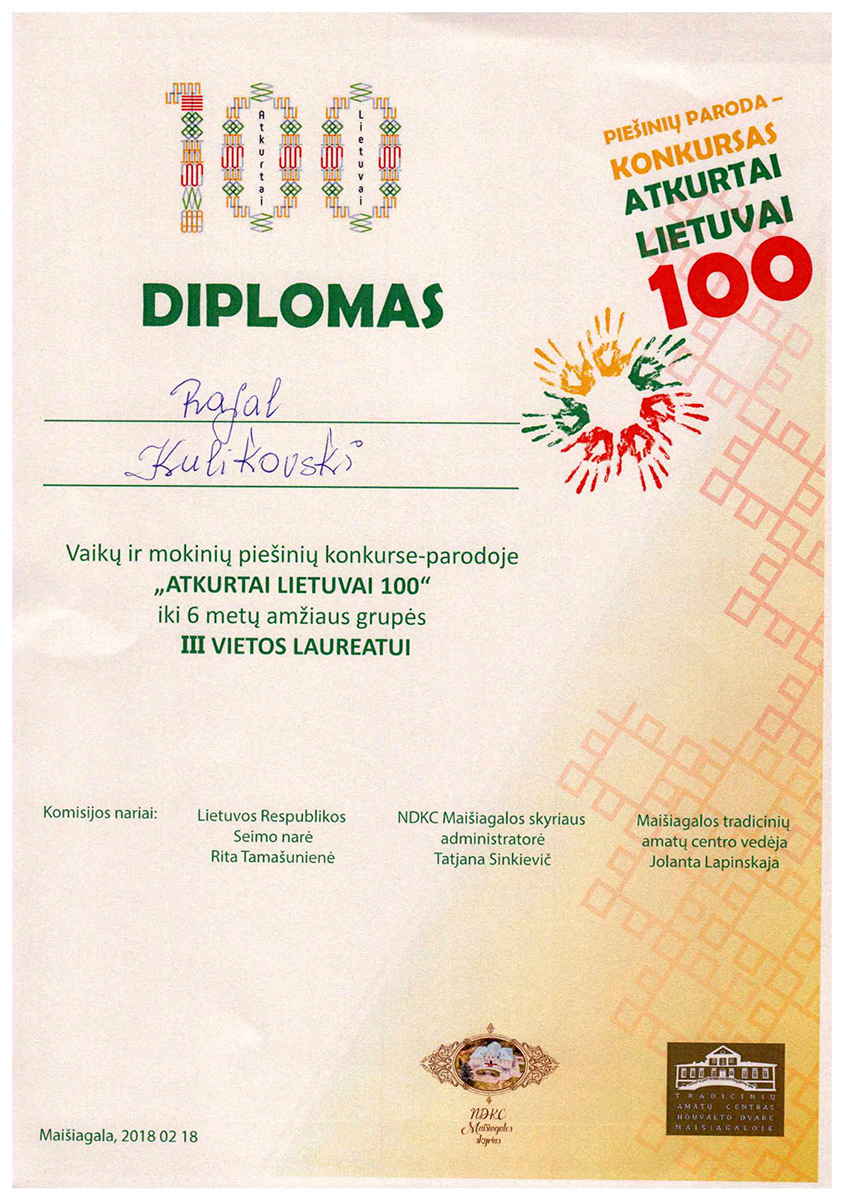 100
Atkurtai
Lietuvai
PIEŠINIŲ PARODA –
KONKURSAS
ATKURTAI
LIETUVAI
100
DIPLOMAS
Rafal
Kulikovski
Vaikų ir mokinių piešinių konkurse-parodoje
„ATKURTAI LIETUVAI 100“
iki 6 metų amžiaus grupės
III VIETOS LAUREATUI
Komisijos nariai:
Lietuvos Respublikos
Seimo narė
Rita Tamašunienė
NDKC Maišiagalos skyriaus
administratorė
Tatjana Sinkievič
Maišiagalos tradicinių
amatų centro vedėja
Jolanta Lapinskaja
NDKC
Maišiagalos
skyrius
TRADICINIŲ
AMATŲ CENTRAS
HOUVALTO DVARE
MAIŠIAGALOJE
Maišiagala, 2018 02 18